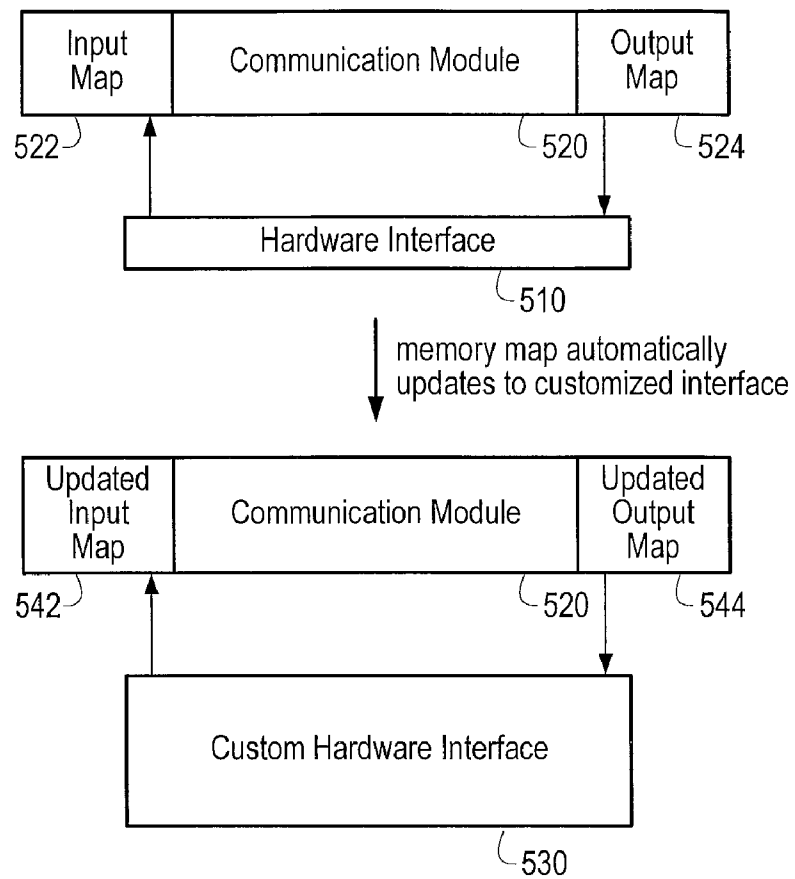 Input
Map
Communication Module
Output
Map
522
520
524
Hardware Interface
510
memory map automatically
updates to customized interface
Updated
Input
Map
Communication Module
Updated
Output
Map
542
520
544
Custom Hardware Interface
530